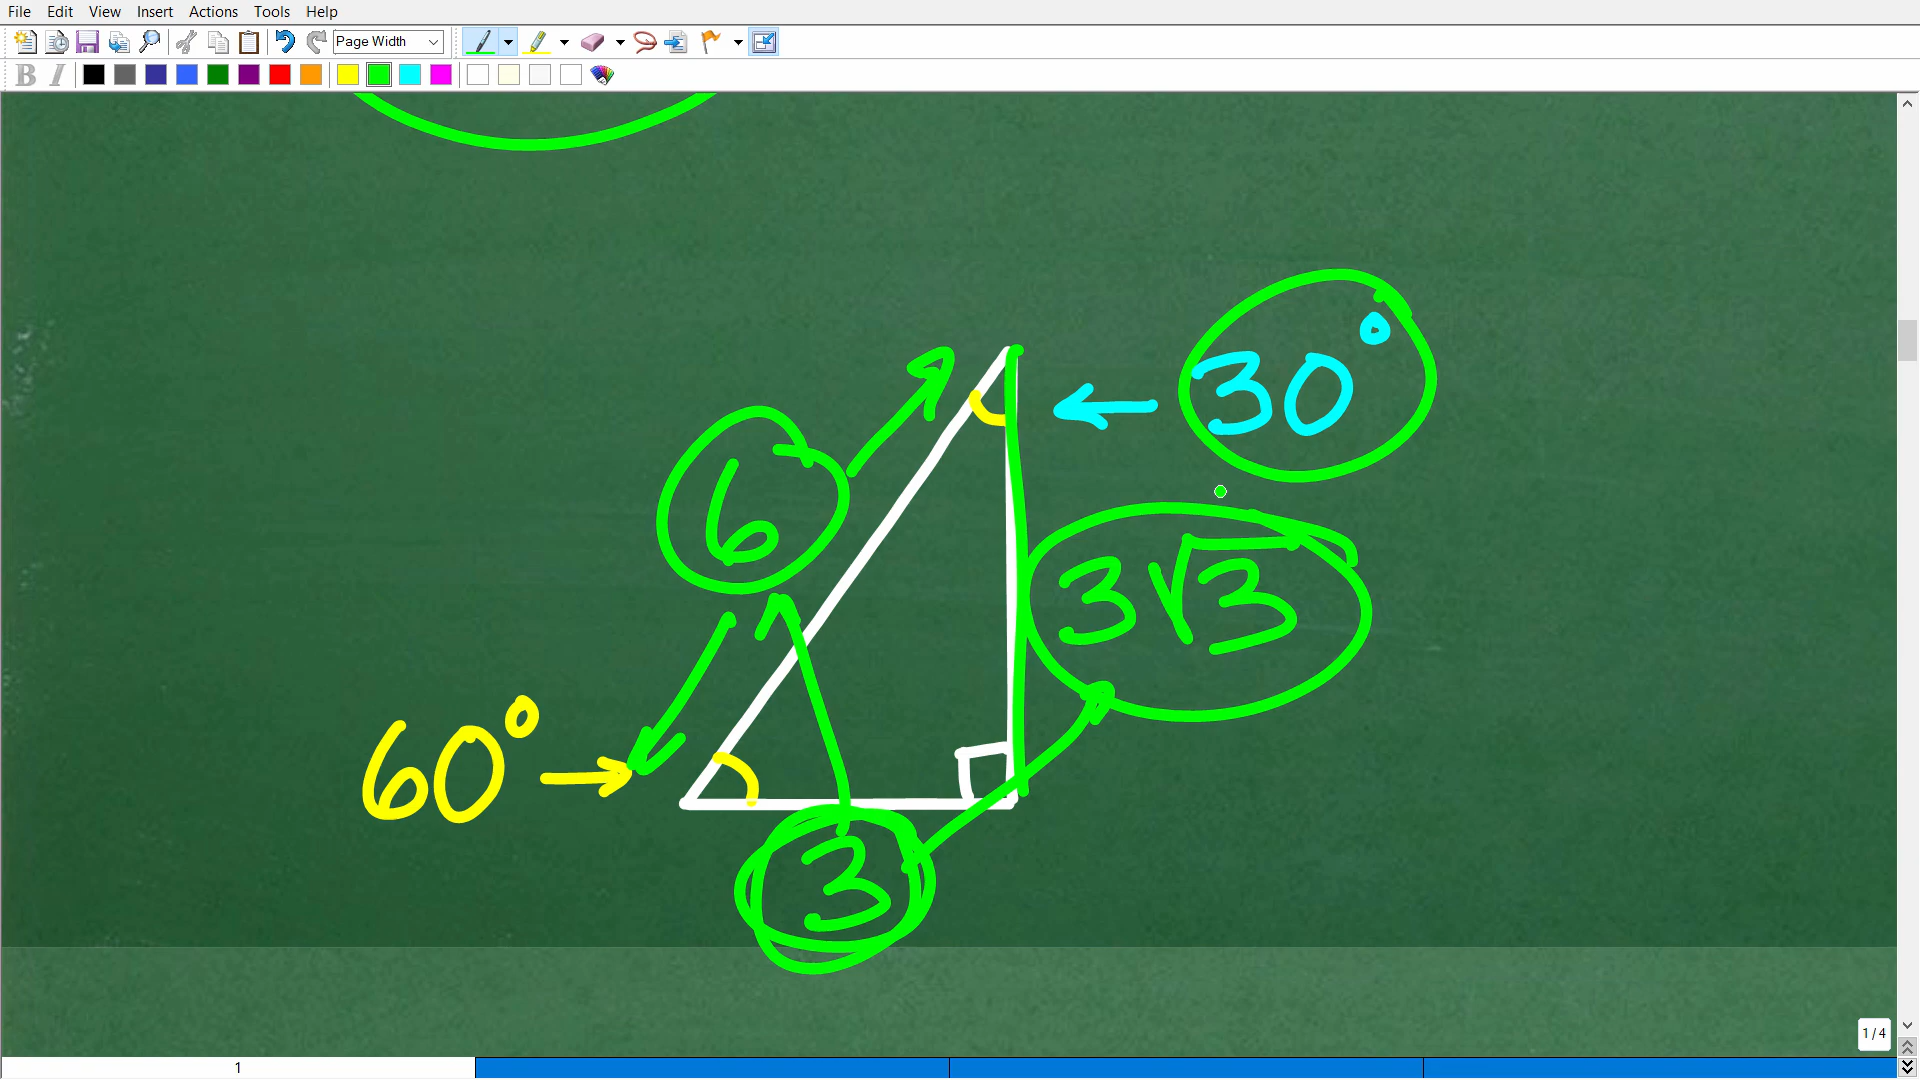 File Edit View Insert Actions Tools Help
Page Width
B I
30°
6
3√3
60°
3
1 / 4
1